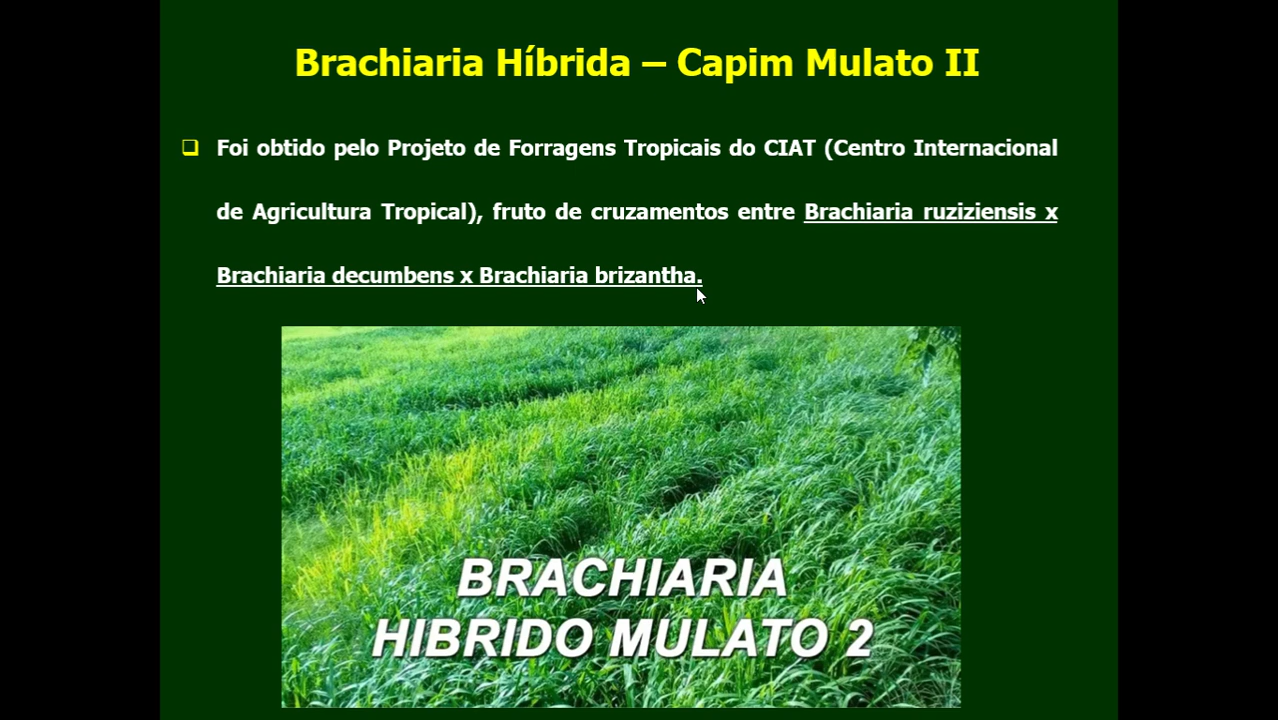 Brachiaria Híbrida – Capim Mulato II
Foi obtido pelo Projeto de Forragens Tropicais do CIAT (Centro Internacional
de Agricultura Tropical), fruto de cruzamentos entre Brachiaria ruziziensis x
Brachiaria decumbens x Brachiaria brizantha.
BRACHIARIA
HIBRIDO MULATO 2